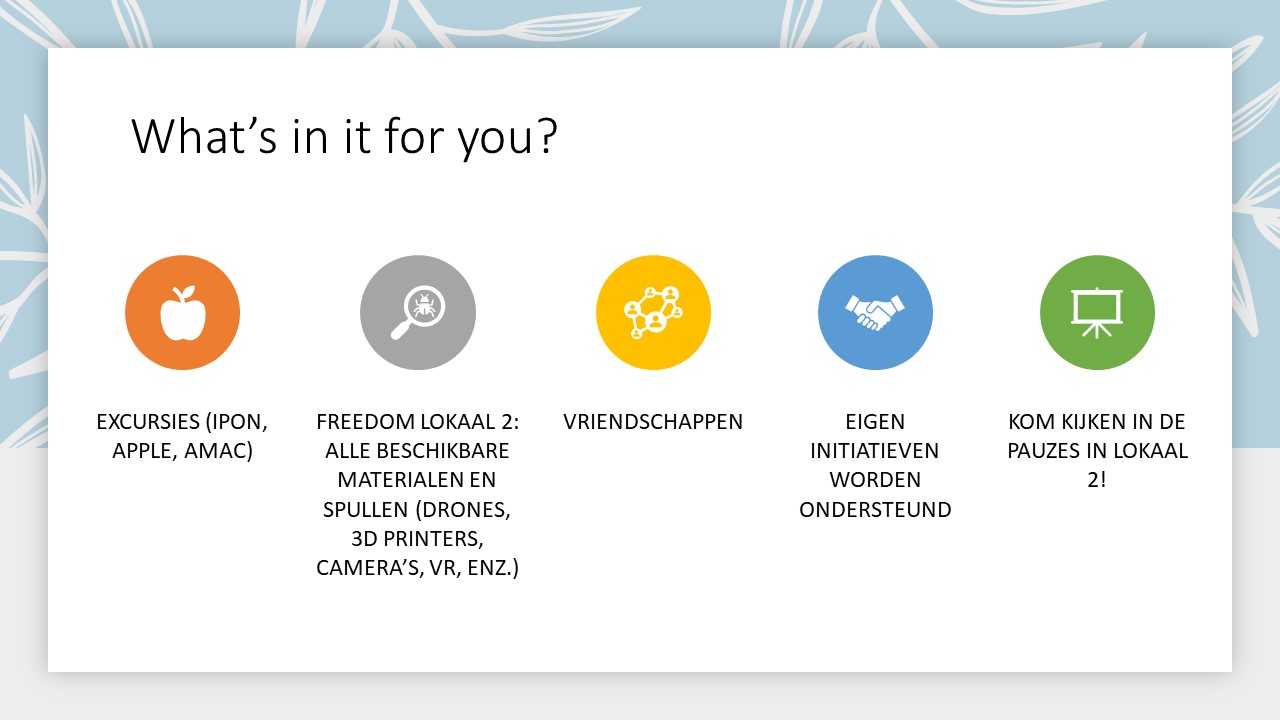 What’s in it for you?
EXCURSIES (IPON,
APPLE, AMAC)
FREEDOM LOKAAL 2:
ALLE BESCHIKBARE
MATERIALEN EN
SPULLEN (DRONES,
3D PRINTERS,
CAMERA’S, VR, ENZ.)
VRIENDSCHAPPEN
EIGEN
INITIATIEVEN
WORDEN
ONDERSTEUND
KOM KIJKEN IN DE
PAUZES IN LOKAAL
2!